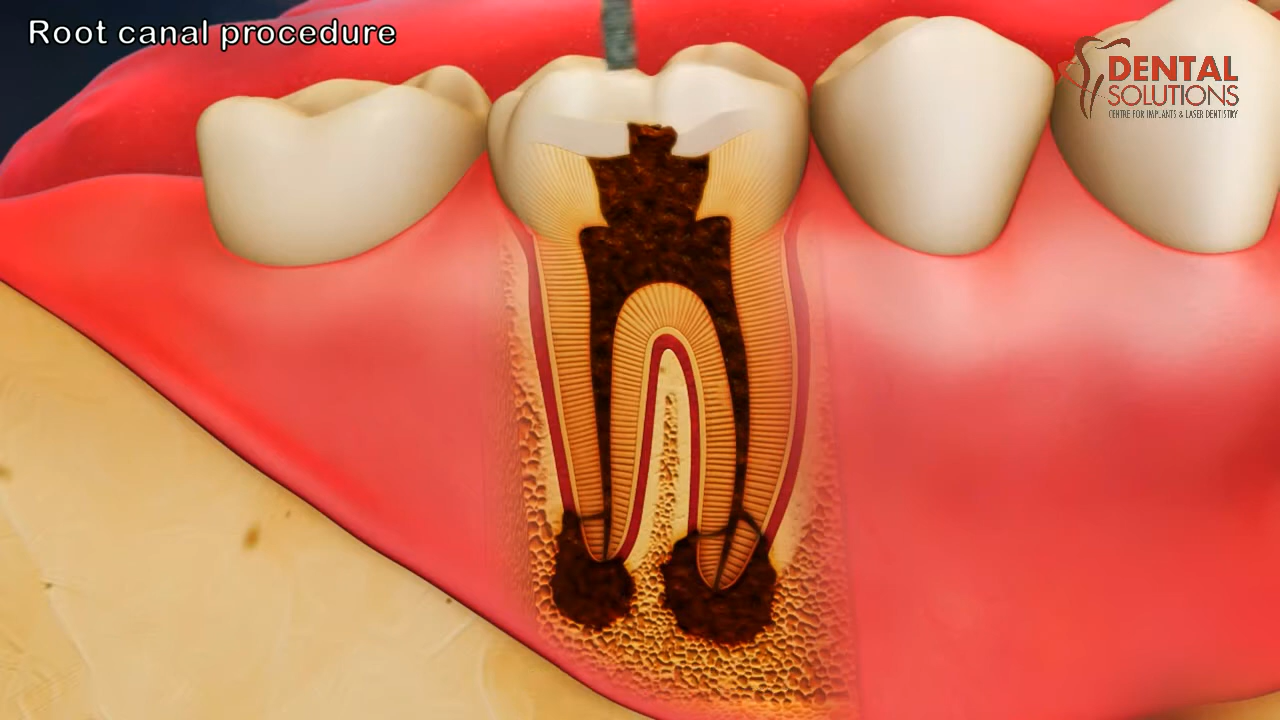 Root canal procedure
DENTAL
SOLUTIONS
CENTRE FOR IMPLANTS & LASER DENTISTRY